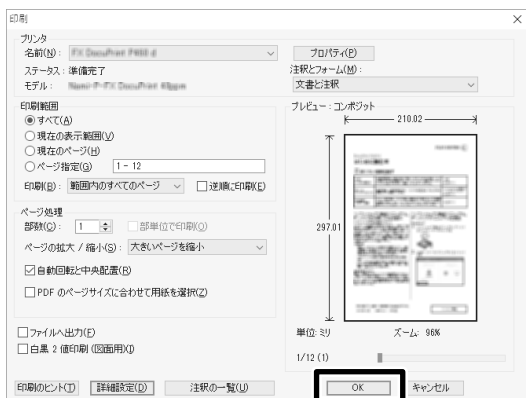 印刷
プリンタ
名前(N):
プロパティ(P)
ステータス: 準備完了
注釈とフォーム(M):
モデル:
文書と注釈
印刷範囲
プレビュー: コンポジット
すべて(A)
210.02
現在の表示範囲(V)
現在のページ(H)
ページ指定(G) 1 - 12
印刷(B): 範囲内のすべてのページ 逆順に印刷(E)
ページ処理
部数(C): 1 部単位で印刷(O)
297.01
ページの拡大 / 縮小(S): 大きいページを縮小
自動回転と中央配置(R)
PDF のページサイズに合わせて用紙を選択(Z)
ファイルへ出力(F)
単位: ミリ ズーム: 96%
白黒 2 値印刷 (図面用)(I)
1/12 (1)
印刷のヒント(T) 詳細設定(D) 注釈の一覧(U) OK キャンセル